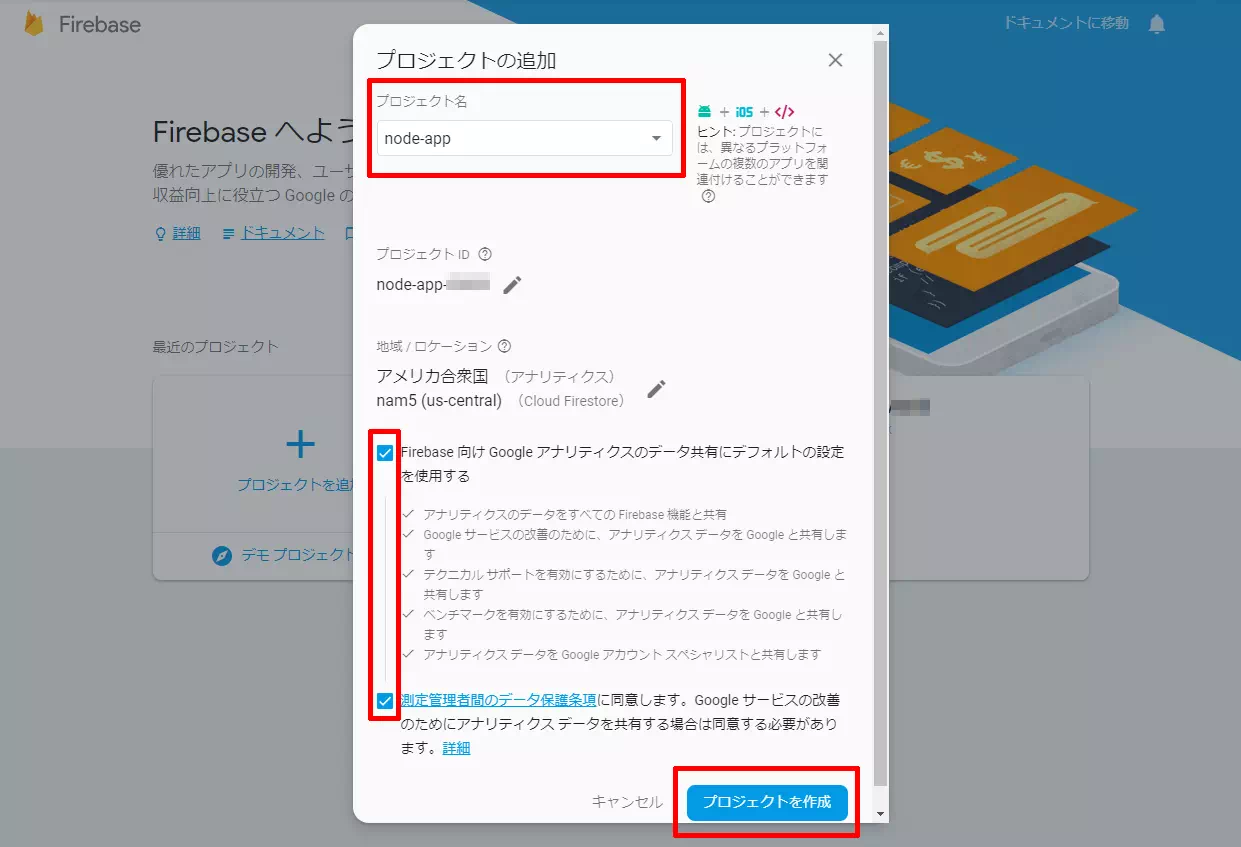 Firebase
ドキュメントに移動
プロジェクトの追加
プロジェクト名
node-app
+ iOS + </>
ヒント: プロジェクトに
は、異なるプラットフォ
ームの複数のアプリを関
連付けることができます
Firebase へよう
優れたアプリの開発、ユーサ
収益向上に役立つ Google の
詳細
ドキュメント
プロジェクト ID
node-app-
地域 / ロケーション
アメリカ合衆国 （アナリティクス）
nam5 (us-central) （Cloud Firestore）
最近のプロジェクト
プロジェクトを追
デモ プロジェクト
Firebase 向け Google アナリティクスのデータ共有にデフォルトの設定
を使用する
アナリティクスのデータをすべての Firebase 機能と共有
Google サービスの改善のために、アナリティクス データを Google と共有しま
す
テクニカル サポートを有効にするために、アナリティクス データを Google と
共有します
ベンチマークを有効にするために、アナリティクス データを Google と共有し
ます
アナリティクス データを Google アカウント スペシャリストと共有します
測定管理者間のデータ保護条項に同意します。Google サービスの改善
のためにアナリティクス データを共有する場合は同意する必要があり
ます。詳細
キャンセル
プロジェクトを作成